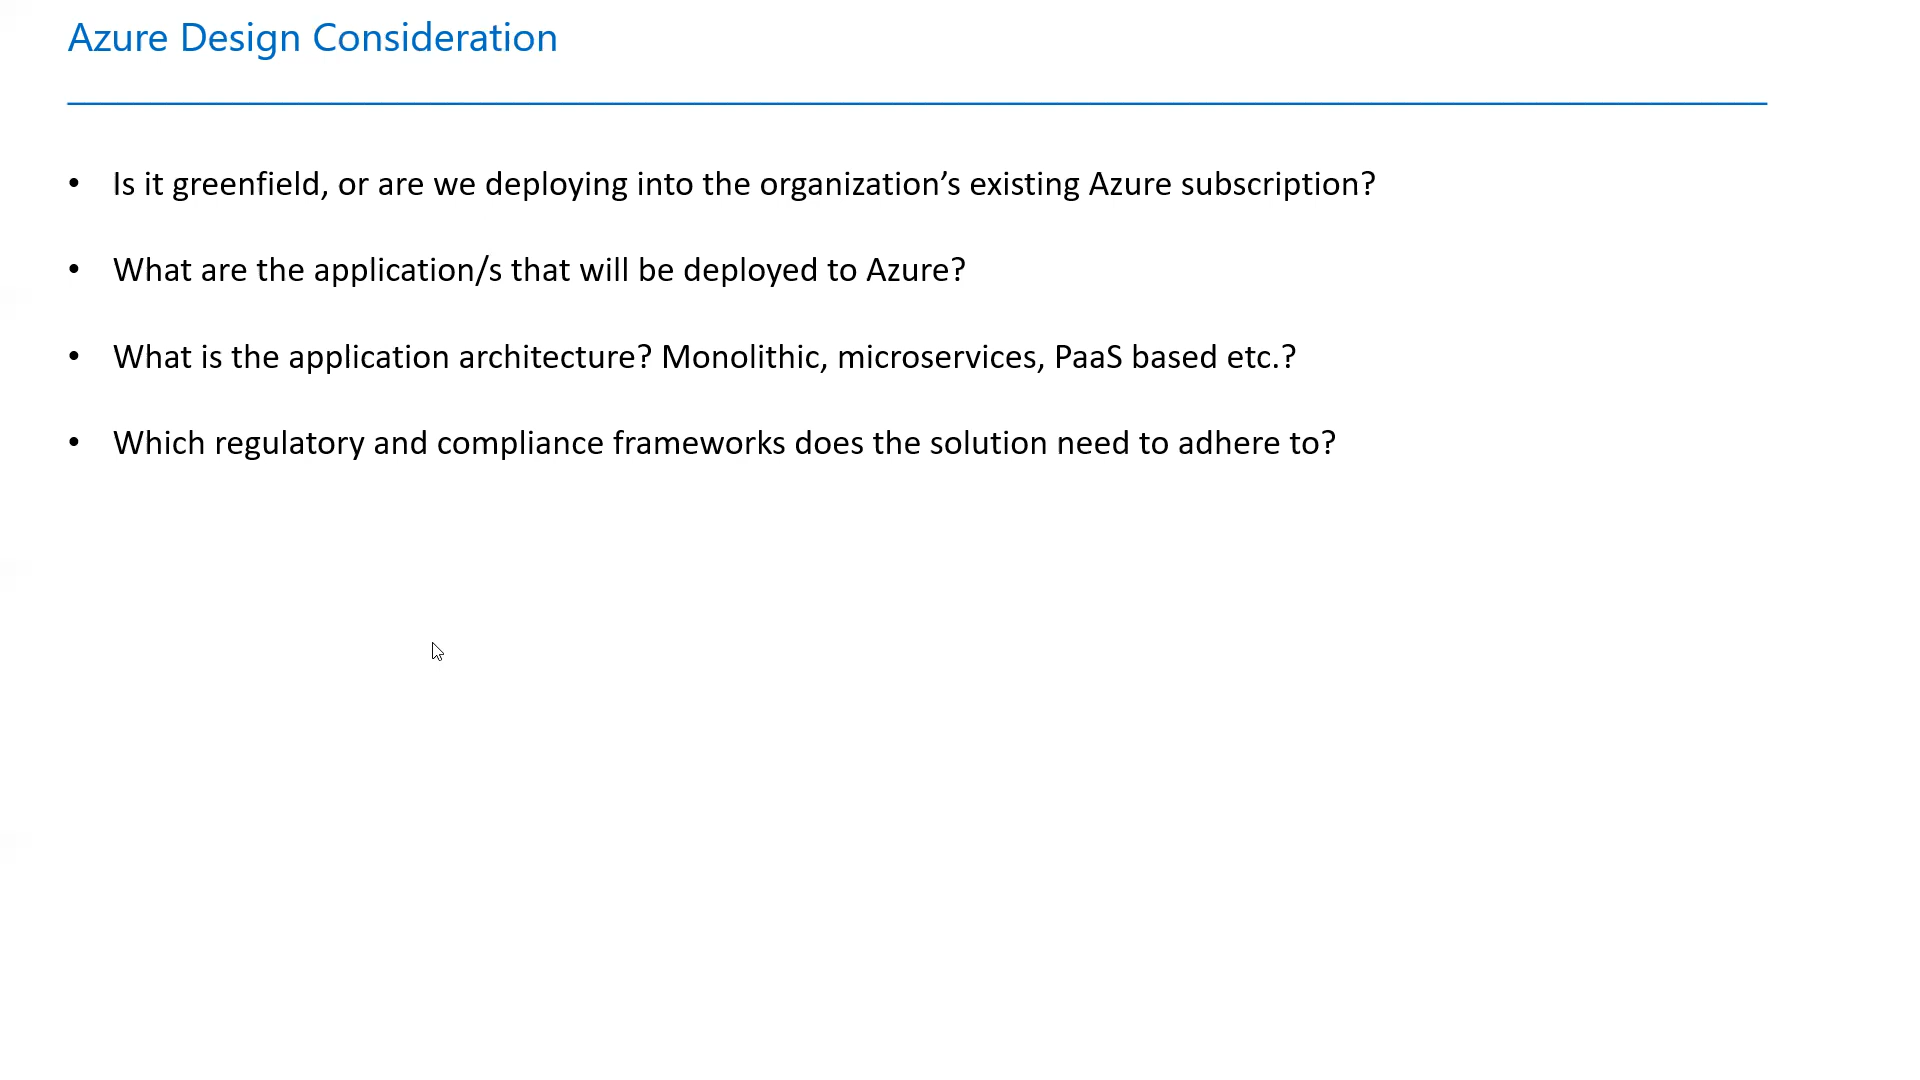 Azure Design Consideration
• Is it greenfield, or are we deploying into the organization’s existing Azure subscription?
• What are the application/s that will be deployed to Azure?
• What is the application architecture? Monolithic, microservices, PaaS based etc.?
• Which regulatory and compliance frameworks does the solution need to adhere to?